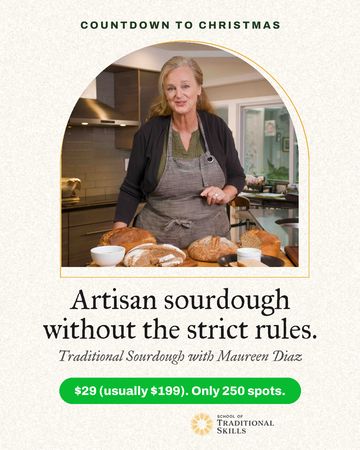 COUNTDOWN TO CHRISTMAS
Artisan sourdough
without the strict rules.
Traditional Sourdough with Maureen Diaz
$29 (usually $199). Only 250 spots.
SCHOOL OF
TRADITIONAL
SKILLS